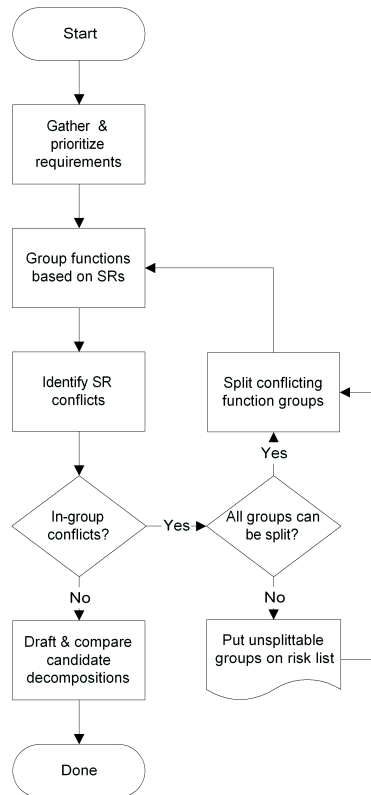 Start
Gather & 
prioritize
requirements
Group functions
based on SRs
Identify SR
conflicts
Split conflicting
function groups
Yes
In-group
conflicts?
Yes
All groups can
be split?
No
No
Draft & compare
candidate
decompositions
Put unsplittable
groups on risk list
Done